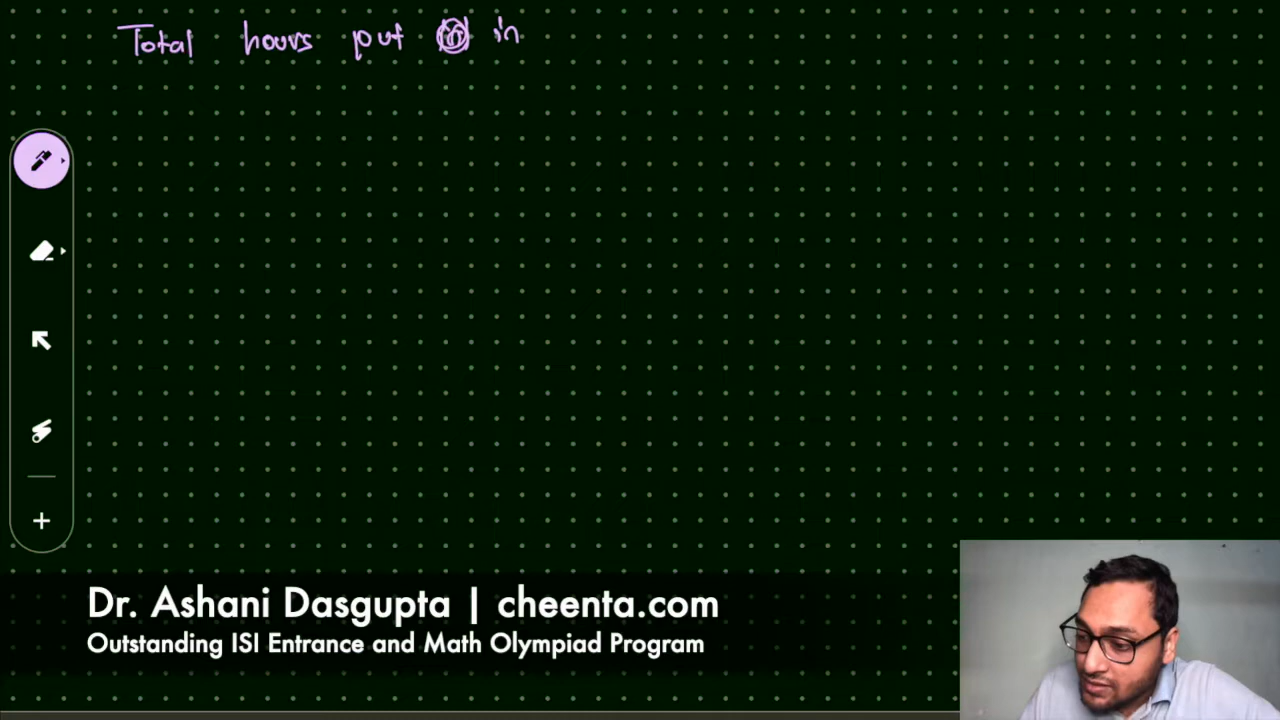 Total hours put in
Dr. Ashani Dasgupta | cheenta.com
Outstanding ISI Entrance and Math Olympiad Program